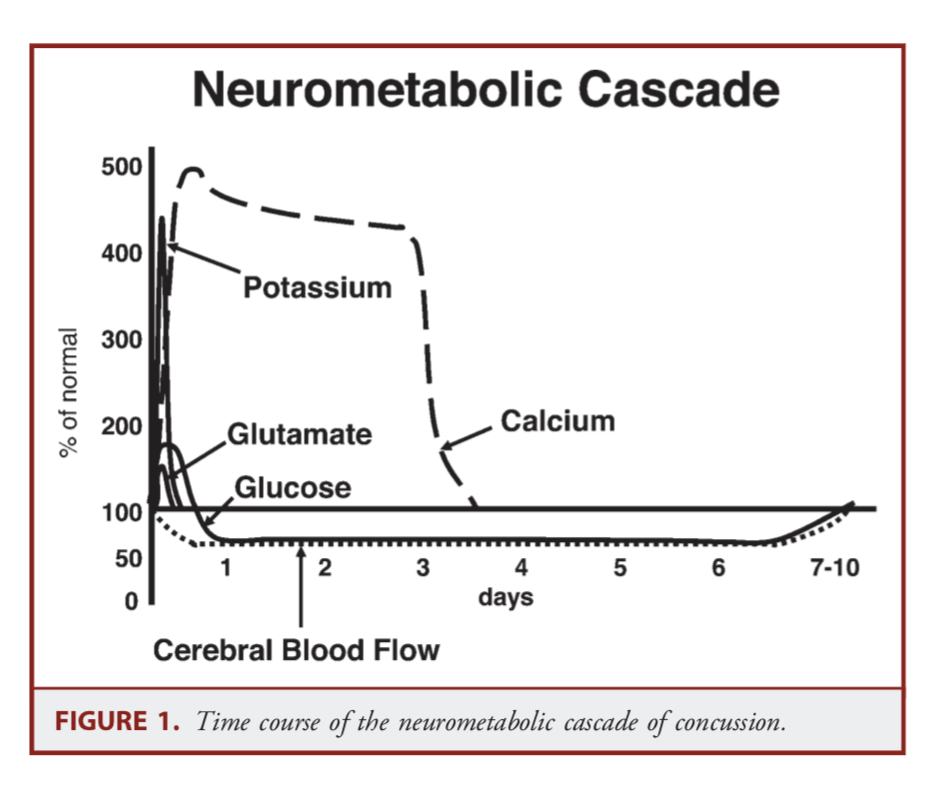 Neurometabolic Cascade
500
400
300
200
100
50
0
% of normal
Potassium
Calcium
Glutamate
Glucose
1 2 3 4 5 6 7-10
days
Cerebral Blood Flow
FIGURE 1. Time course of the neurometabolic cascade of concussion.